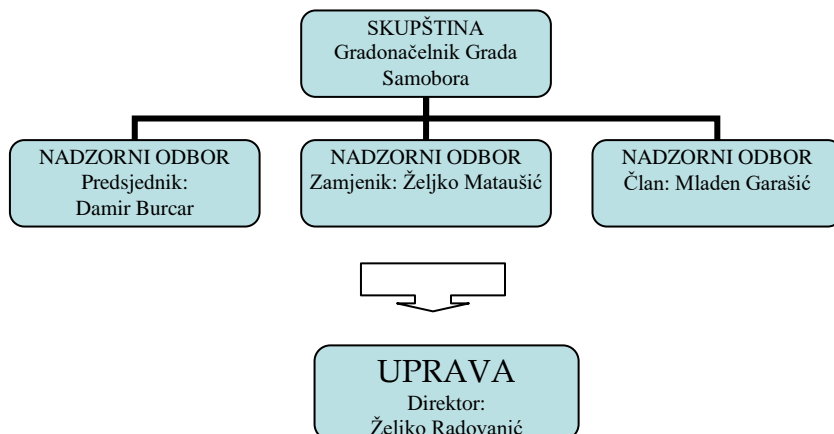 SKUPŠTINA
Gradonačelnik Grada
Samobora
NADZORNI ODBOR
Predsjednik:
Damir Burcar
NADZORNI ODBOR
Zamjenik: Željko Mataušić
NADZORNI ODBOR
Član: Mladen Garašić
UPRAVA
Direktor:
Željko Radovanić